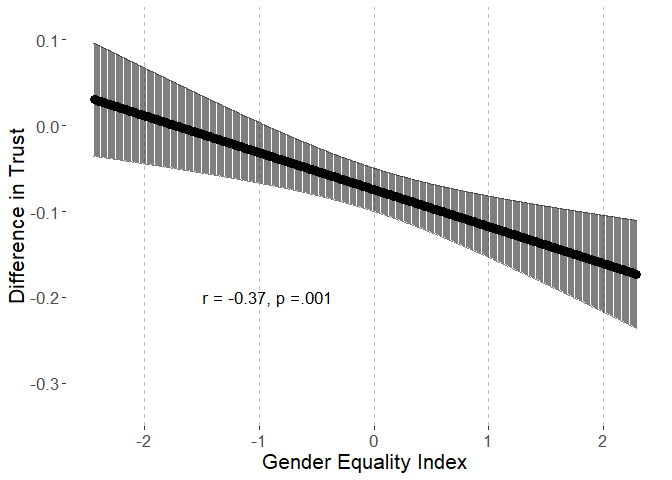 0.1
0.0
-0.1
-0.2
-0.3
Difference in Trust
r = -0.37, p =.001
-2 -1 0 1 2
Gender Equality Index